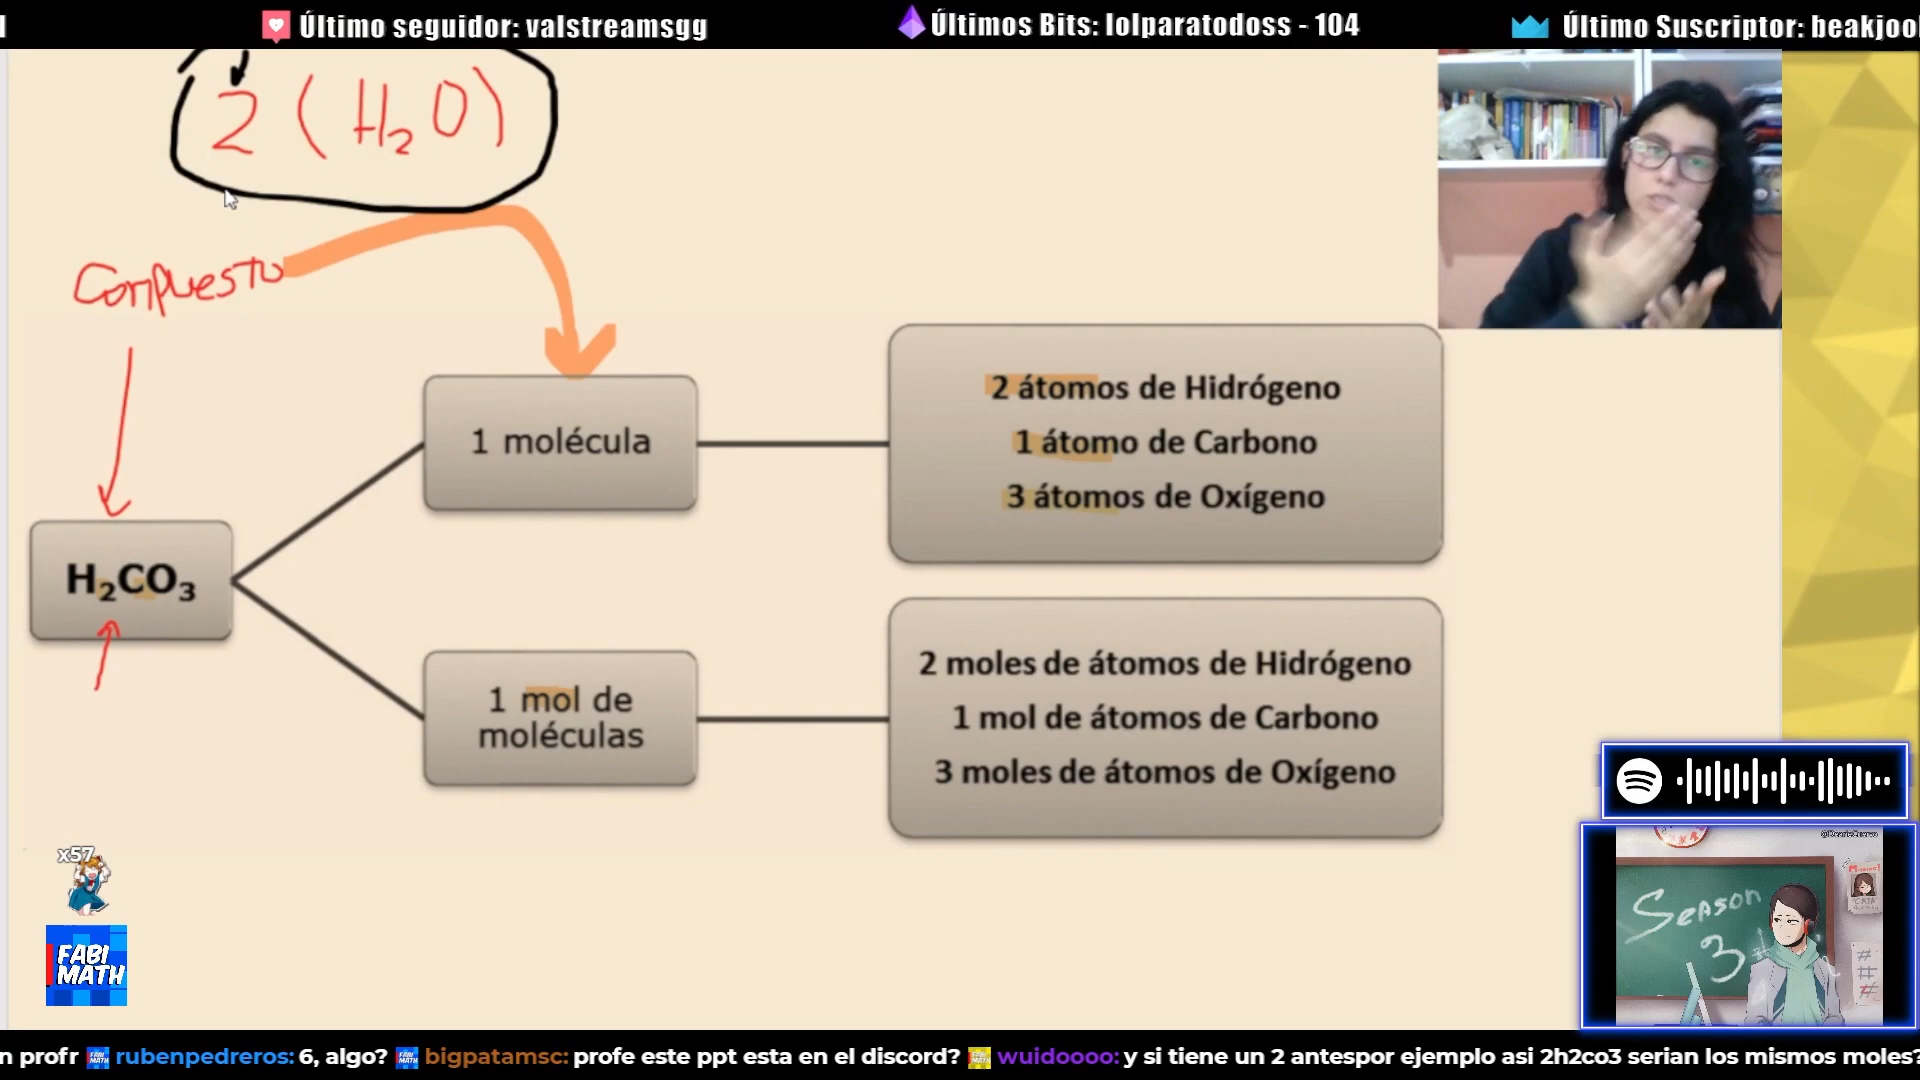 Último seguidor: valstreamsgg
Últimos Bits: lolparatodoss - 104
Último Suscriptor: beakjool
2 (H₂O)
Compuesto
1 molécula
2 átomos de Hidrógeno
1 átomo de Carbono
3 átomos de Oxígeno
H₂CO₃
1 mol de
moléculas
2 moles de átomos de Hidrógeno
1 mol de átomos de Carbono
3 moles de átomos de Oxígeno
x57
FABI
MATH
Season
3
n profr rubenpedreros: 6, algo? bigpatamsc: profe este ppt esta en el discord? wuidoooo: y si tiene un 2 antespor ejemplo asi 2h2co3 serian los mismos moles?